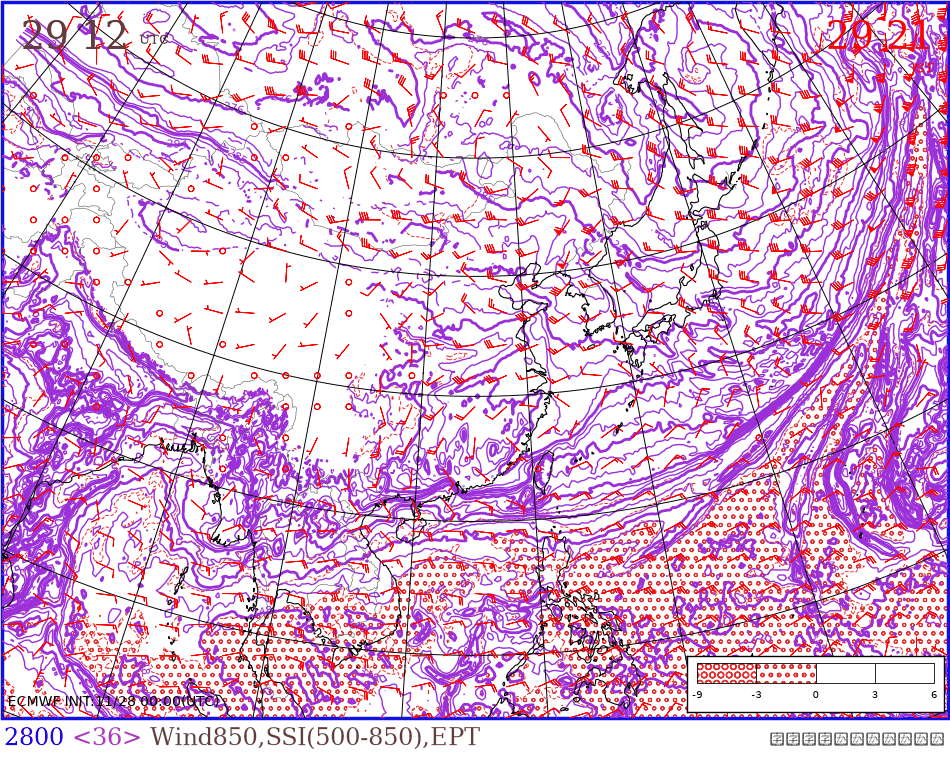 29 12 UTC 29 21
ECMWF INIT:11/28 00:00(UTC)
-9 -3 0 3 6
2800 <36> Wind850,SSI(500-850),EPT